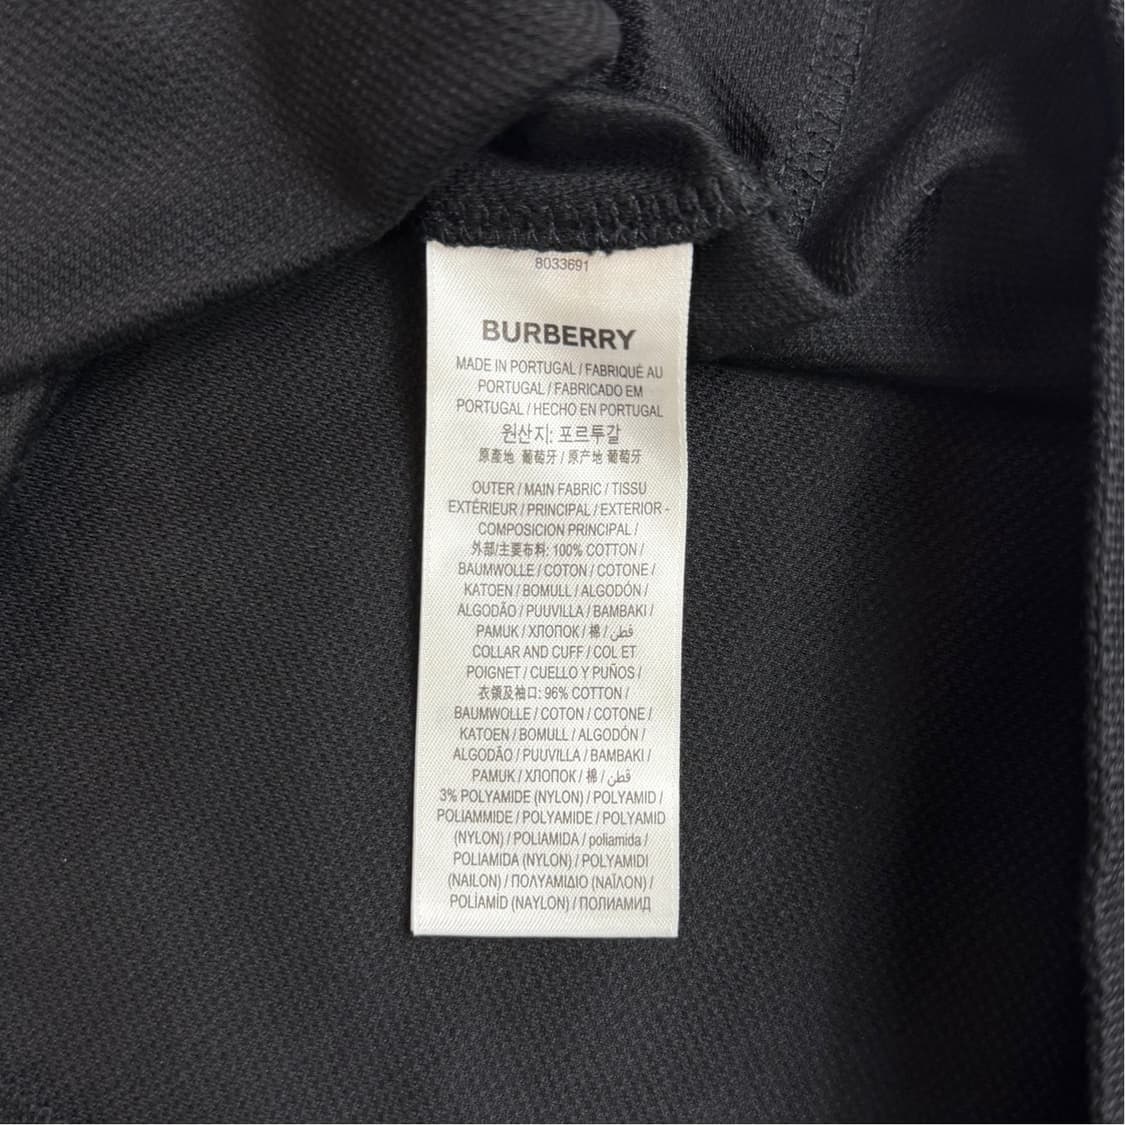 8033691
BURBERRY
MADE IN PORTUGAL / FABRIQUÉ AU
PORTUGAL / FABRICADO EM
PORTUGAL / HECHO EN PORTUGAL
원산지: 포르투갈
原產地 葡萄牙 / 原产地 葡萄牙
OUTER / MAIN FABRIC / TISSU
EXTÉRIEUR / PRINCIPAL / EXTERIOR -
COMPOSICION PRINCIPAL /
外部/主要布料: 100% COTTON /
BAUMWOLLE / COTON / COTONE /
KATOEN / BOMULL / ALGODÓN /
ALGODÃO / PUUVILLA / BAMBAKI /
PAMUK / ХЛОПОК / 棉 / قطن
COLLAR AND CUFF / COL ET
POIGNET / CUELLO Y PUÑOS /
衣領及袖口: 96% COTTON /
BAUMWOLLE / COTON / COTONE /
KATOEN / BOMULL / ALGODÓN /
ALGODÃO / PUUVILLA / BAMBAKI /
PAMUK / ХЛОПОК / 棉 / قطن
3% POLYAMIDE (NYLON) / POLYAMID /
POLIAMMIDE / POLYAMIDE / POLYAMID
(NYLON) / POLIAMIDA / poliamida /
POLIAMIDA (NYLON) / POLYAMIDI
(NAILON) / ΠΟΛΥΑΜΙΔΙΟ (ΝΑΪΛΟΝ) /
POLİAMİD (NAYLON) / ПОЛИАМИД